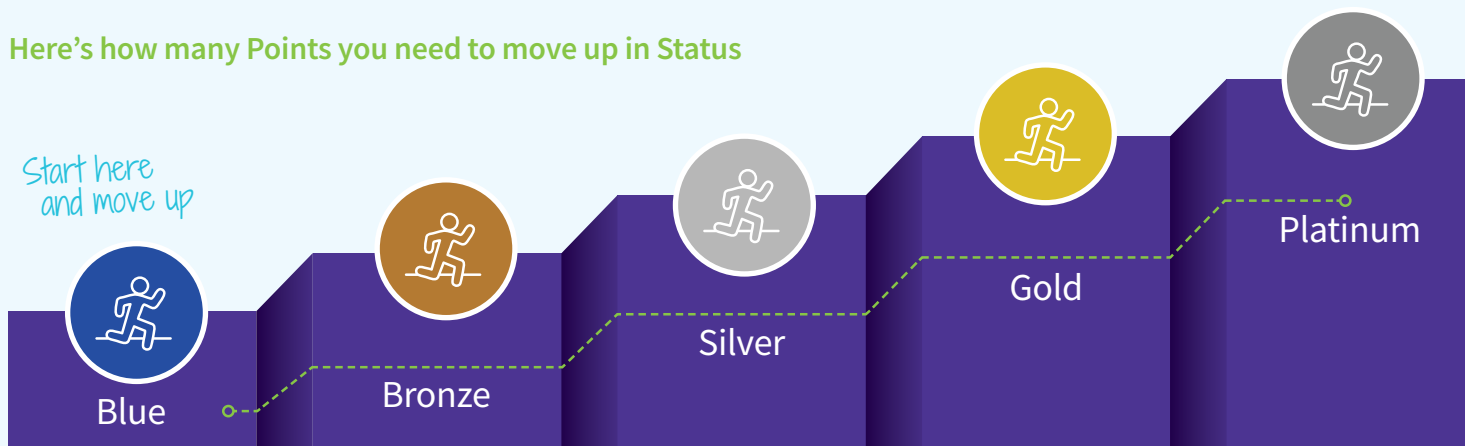 Here’s how many Points you need to move up in Status
Start here
and move up
Blue
Bronze
Silver
Gold
Platinum